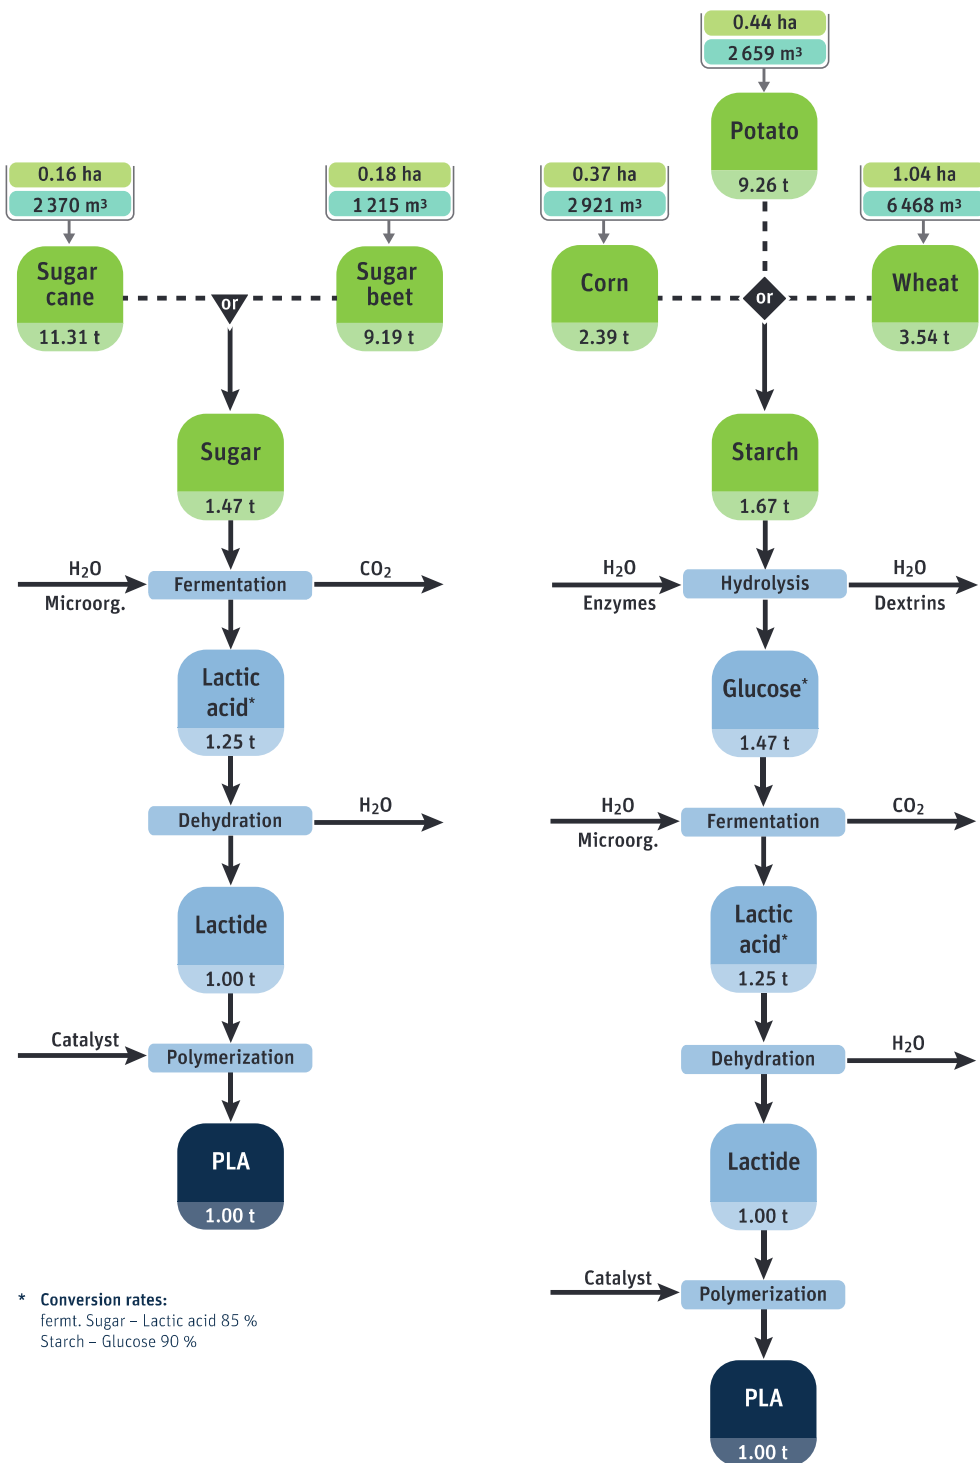 0.16 ha
2 370 m³
Sugar
cane
11.31 t
or
0.18 ha
1 215 m³
Sugar
beet
9.19 t
Sugar
1.47 t
H₂O
Microorg.
Fermentation
CO₂
Lactic
acid*
1.25 t
Dehydration
H₂O
Lactide
1.00 t
Catalyst
Polymerization
PLA
1.00 t
0.44 ha
2 659 m³
Potato
9.26 t
0.37 ha
2 921 m³
Corn
2.39 t
or
1.04 ha
6 468 m³
Wheat
3.54 t
Starch
1.67 t
H₂O
Enzymes
Hydrolysis
H₂O
Dextrins
Glucose*
1.47 t
H₂O
Microorg.
Fermentation
CO₂
Lactic
acid*
1.25 t
Dehydration
H₂O
Lactide
1.00 t
Catalyst
Polymerization
PLA
1.00 t
* Conversion rates:
fermt. Sugar – Lactic acid 85 %
Starch – Glucose 90 %